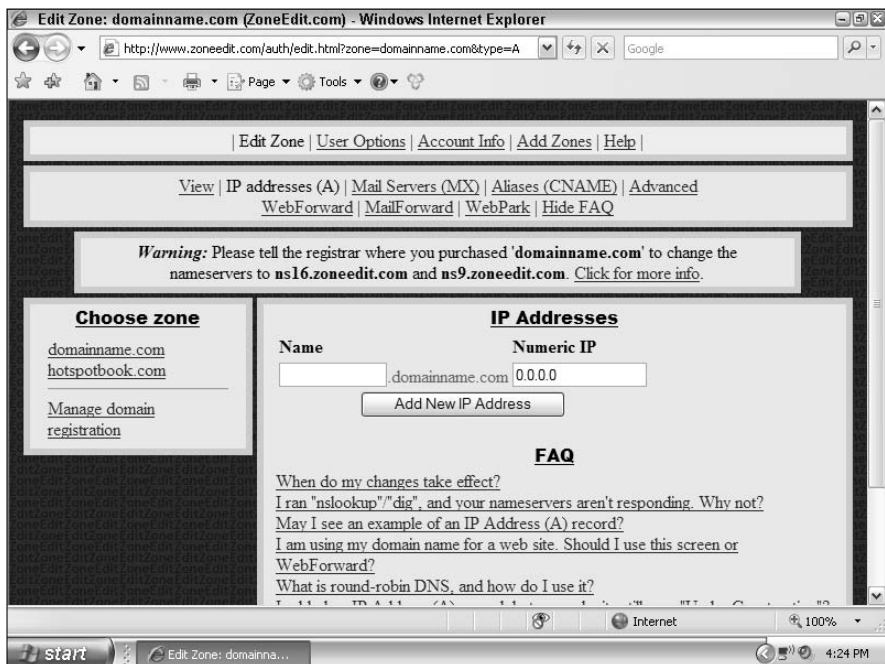 Edit Zone: domainname.com (ZoneEdit.com) - Windows Internet Explorer
http://www.zoneedit.com/auth/edit.html?zone=domainname.com&type=A
Google
Page
Tools
| Edit Zone | User Options | Account Info | Add Zones | Help |
View | IP addresses (A) | Mail Servers (MX) | Aliases (CNAME) | Advanced
WebForward | MailForward | WebPark | Hide FAQ
Warning: Please tell the registrar where you purchased 'domainname.com' to change the
nameservers to ns16.zoneedit.com and ns9.zoneedit.com. Click for more info.
Choose zone
domainname.com
hotspotbook.com
Manage domain
registration
IP Addresses
Name Numeric IP
.domainname.com 0.0.0.0
Add New IP Address
FAQ
When do my changes take effect?
I ran "nslookup"/"dig", and your nameservers aren't responding. Why not?
May I see an example of an IP Address (A) record?
I am using my domain name for a web site. Should I use this screen or
WebForward?
What is round-robin DNS, and how do I use it?
Internet
100%
start
Edit Zone: domainna...
4:24 PM